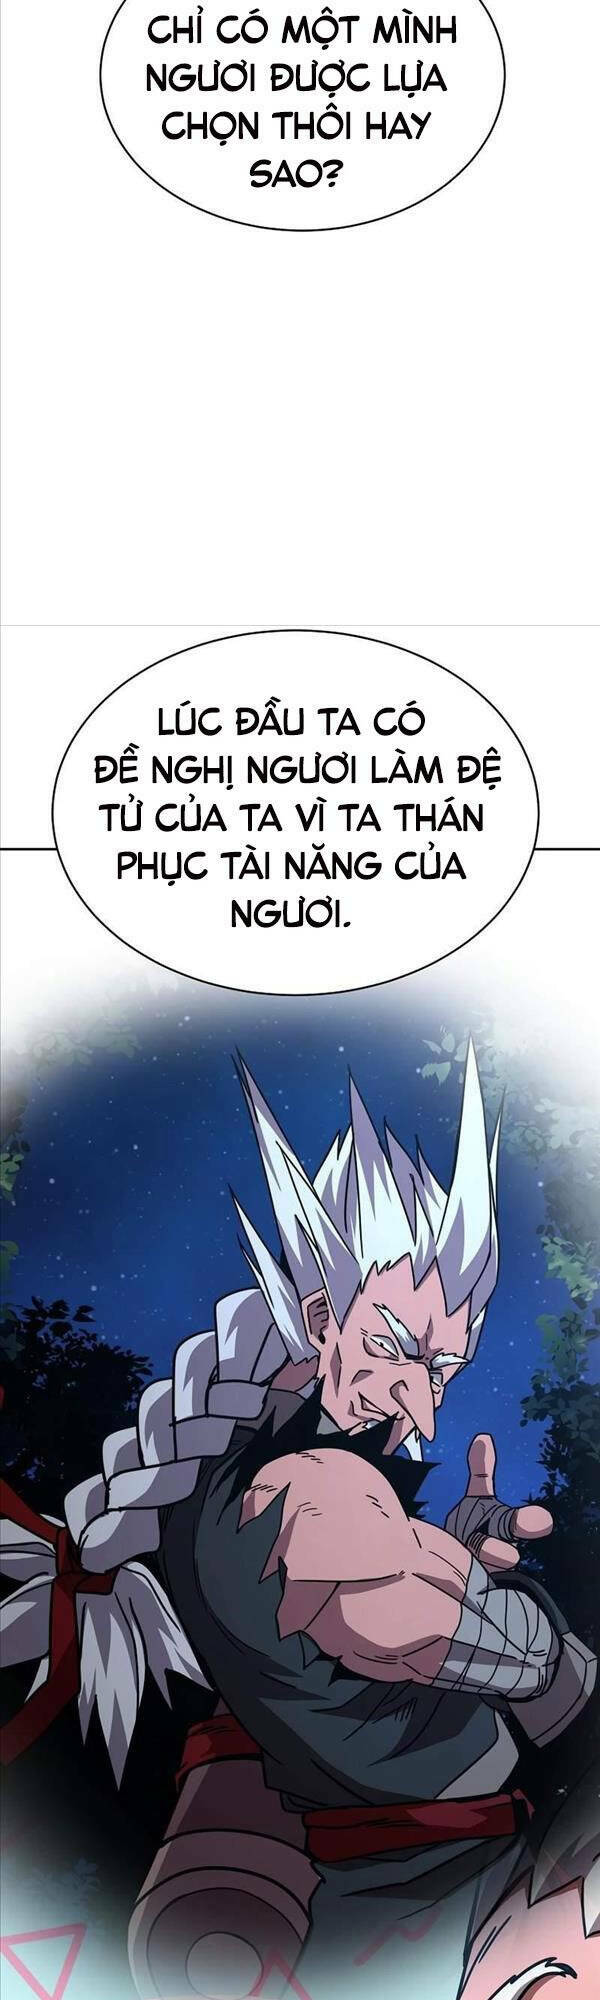 CHỈ CÓ MỘT MÌNH
NGƯƠI ĐƯỢC LỰA
CHỌN THÔI HAY
SAO?
LÚC ĐẦU TA CÓ
ĐỀ NGHỊ NGƯƠI LÀM ĐỆ
TỬ CỦA TA VÌ TA THÁN
PHỤC TÀI NĂNG CỦA
NGƯƠI.